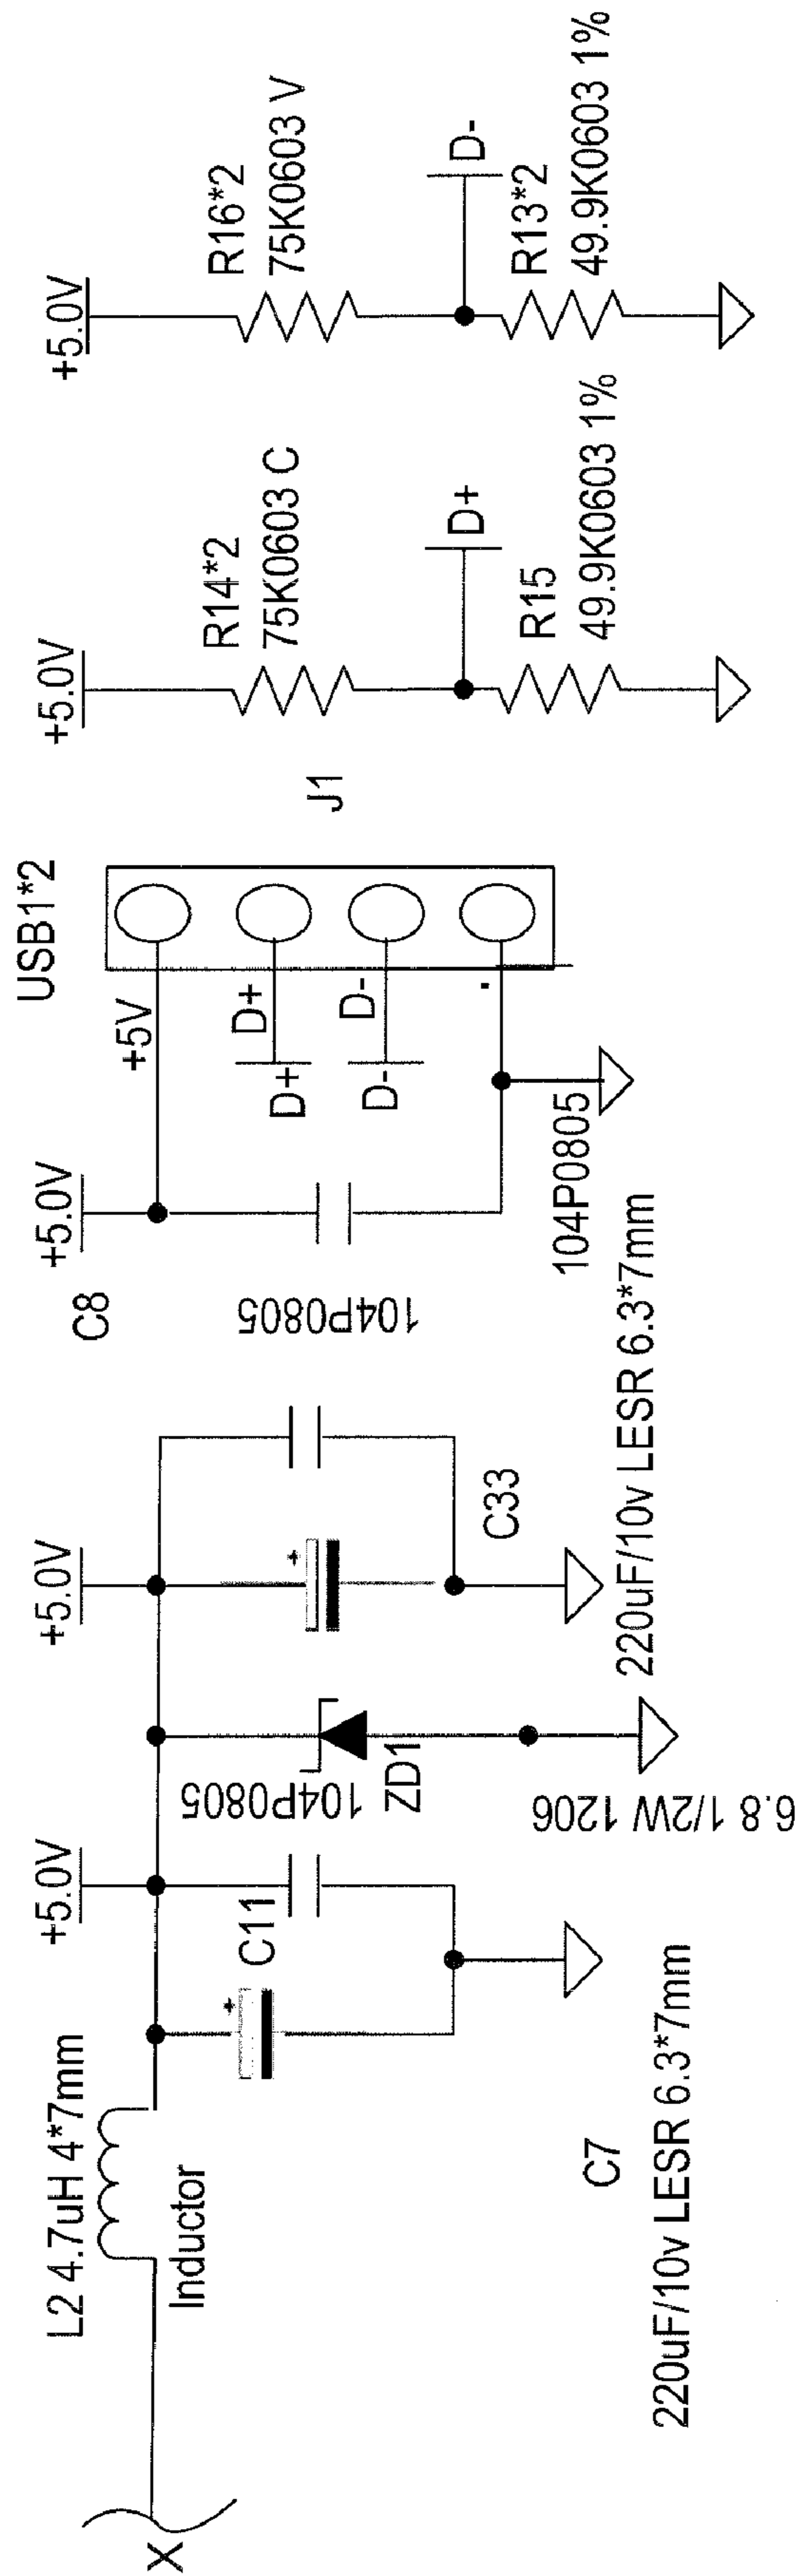 X
L2 4.7uH 4*7mm
Inductor
C7
220uF/10v LESR 6.3*7mm
+5.0V
C11
104P0805
ZD1
6.8 1/2W 1206
+5.0V
C33
220uF/10v LESR 6.3*7mm
C8
104P0805
+5.0V
104P0805
+5V
D+
D+
D-
D-
USB1*2
J1
+5.0V
R14*2
75K0603 C
D+
R15
49.9K0603 1%
+5.0V
R16*2
75K0603 V
D-
R13*2
49.9K0603 1%